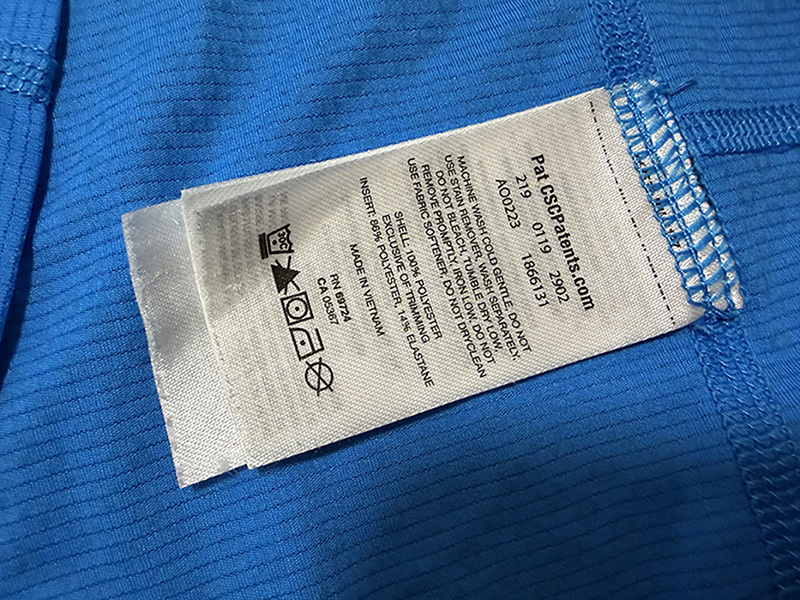 Pat CSCPatents.com
219 0119 2902
AO0223 1866131
MACHINE WASH COLD GENTLE, DO NOT
USE STAIN REMOVER, WASH SEPARATELY,
DO NOT BLEACH, TUMBLE DRY LOW,
REMOVE PROMPTLY, IRON LOW, DO NOT
USE FABRIC SOFTENER, DO NOT DRYCLEAN
SHELL: 100% POLYESTER
EXCLUSIVE OF TRIMMING
INSERT: 86% POLYESTER, 14% ELASTANE
MADE IN VIETNAM
RN 69724
CA 05367